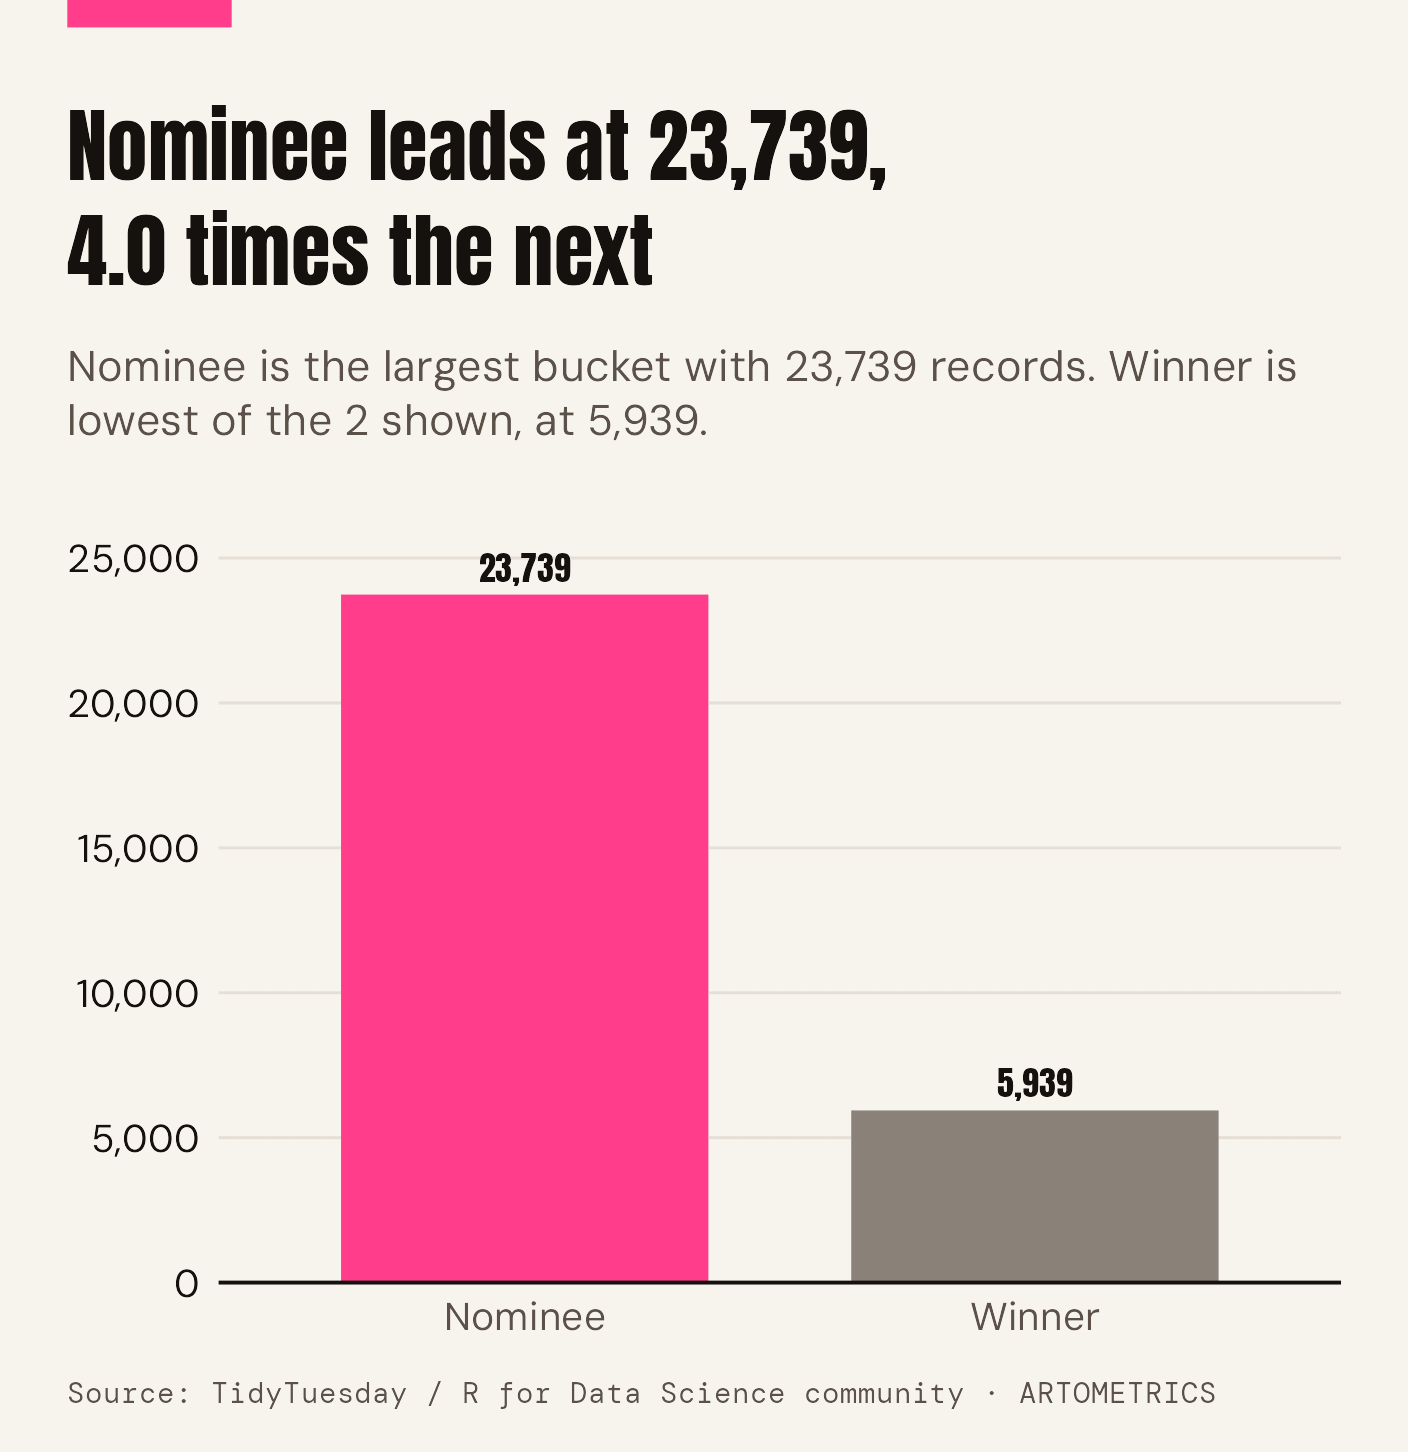 Nominee leads at 23,739,
4.0 times the next
Nominee is the largest bucket with 23,739 records. Winner is
lowest of the 2 shown, at 5,939.
25,000
23,739
20,000
15,000
10,000
5,939
5,000
0
Nominee Winner
Source: TidyTuesday / R for Data Science community · ARTOMETRICS